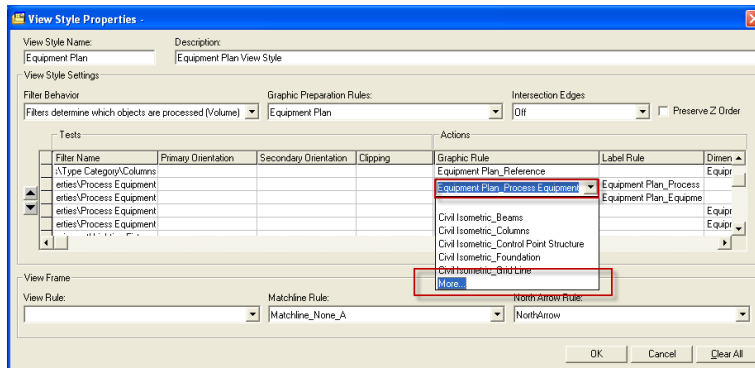 View Style Properties -
View Style Name: Description:
Equipment Plan Equipment Plan View Style
View Style Settings
Filter Behavior Graphic Preparation Rules: Intersection Edges
Filters determine which objects are processed (Volume) Equipment Plan Off Preserve Z Order
Tests Actions
Filter Name Primary Orientation Secondary Orientation Clipping Graphic Rule Label Rule Dimen
:\Type Category\Columns Equipment Plan_Reference Equipr
erties\Process Equipment Equipment Plan_Process Equipment Equipment Plan_Process
erties\Process Equipment Equipment Plan_Equipme
erties\Process Equipment Civil Isometric_Beams Equipr
erties\Process Equipment Civil Isometric_Columns Equipr
Civil Isometric_Control Point Structure
Civil Isometric_Foundation
Civil Isometric_Grid Line
More...
View Frame
View Rule: Matchline Rule: North Arrow Rule:
Matchline_None_A NorthArrow
OK Cancel Clear All